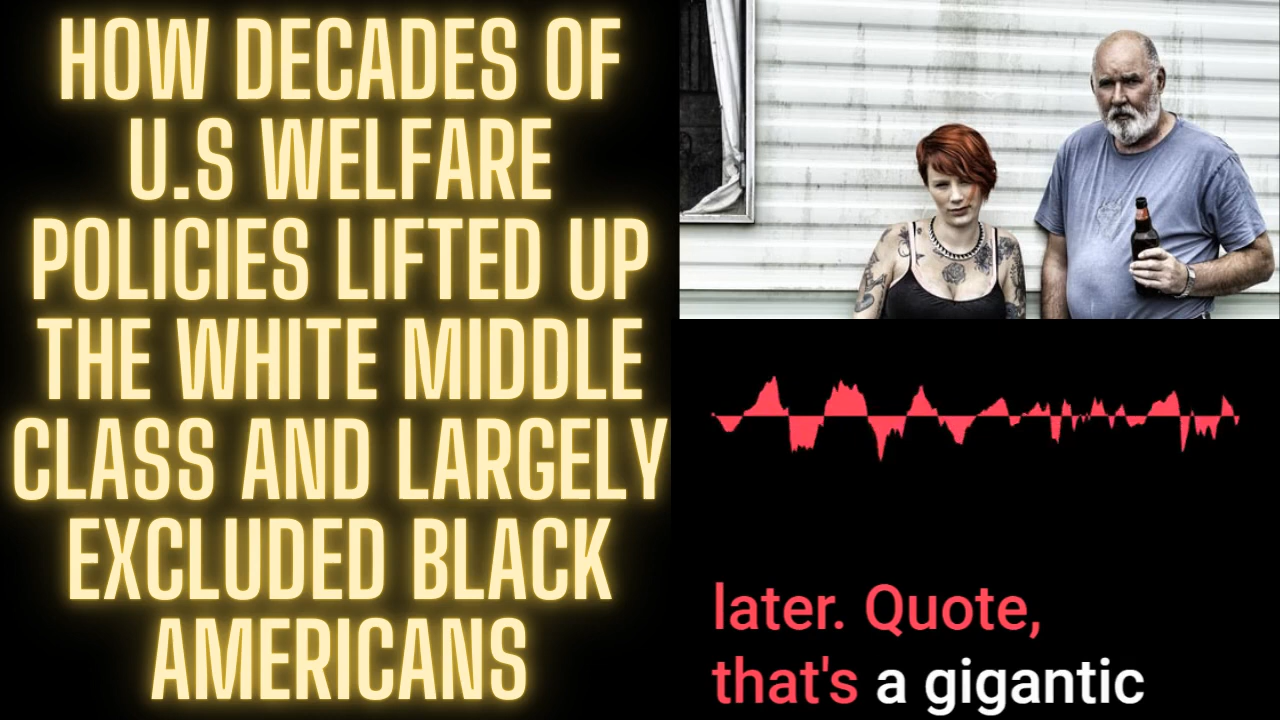 HOW DECADES OF
U.S WELFARE
POLICIES LIFTED UP
THE WHITE MIDDLE
CLASS AND LARGELY
EXCLUDED BLACK
AMERICANS
later. Quote,
that's a gigantic